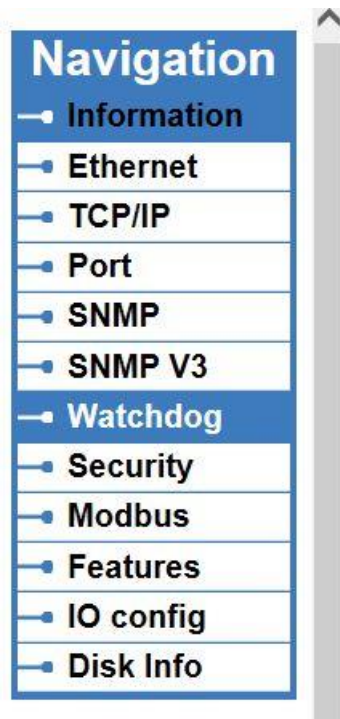 Navigation
Information
Ethernet
TCP/IP
Port
SNMP
SNMP V3
Watchdog
Security
Modbus
Features
IO config
Disk Info